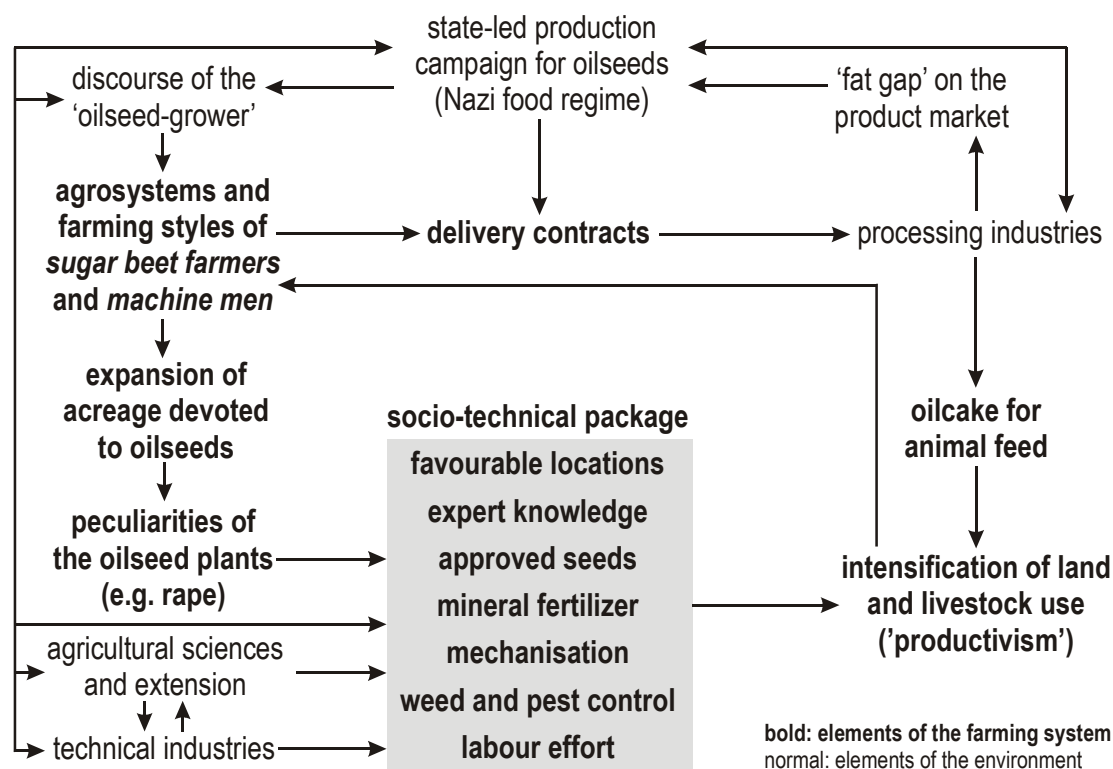 state-led production
campaign for oilseeds
(Nazi food regime)
discourse of the
‘oilseed-grower’
‘fat gap’ on the
product market
agrosystems and
farming styles of
sugar beet farmers
and machine men
delivery contracts
processing industries
expansion of
acreage devoted
to oilseeds
oilcake for
animal feed
peculiarities of
the oilseed plants
(e.g. rape)
socio-technical package
favourable locations
expert knowledge
approved seeds
mineral fertilizer
mechanisation
weed and pest control
labour effort
intensification of land
and livestock use
(’productivism’)
agricultural sciences
and extension
technical industries
bold: elements of the farming system
normal: elements of the environment